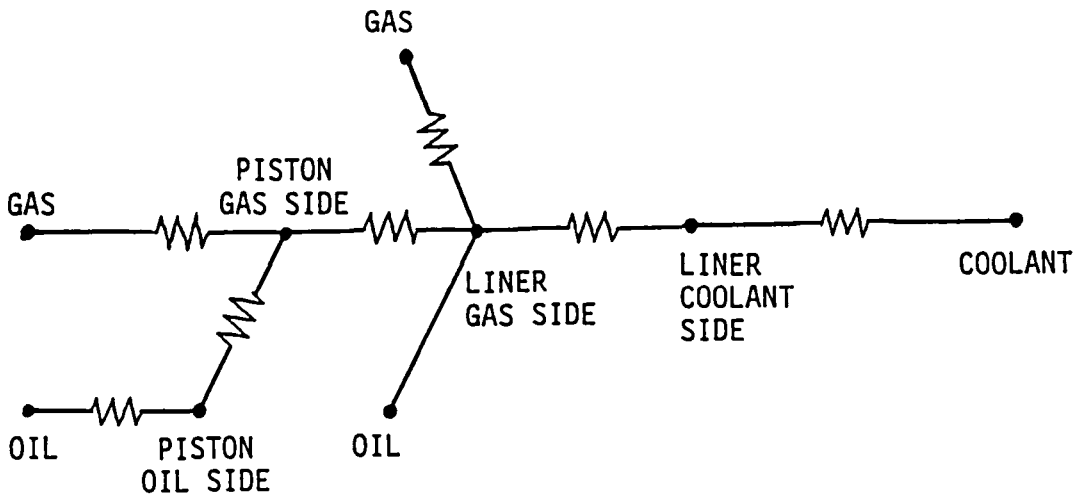 GAS
PISTON
GAS SIDE
GAS
LINER
GAS SIDE
LINER
COOLANT
SIDE
COOLANT
OIL
PISTON
OIL SIDE
OIL